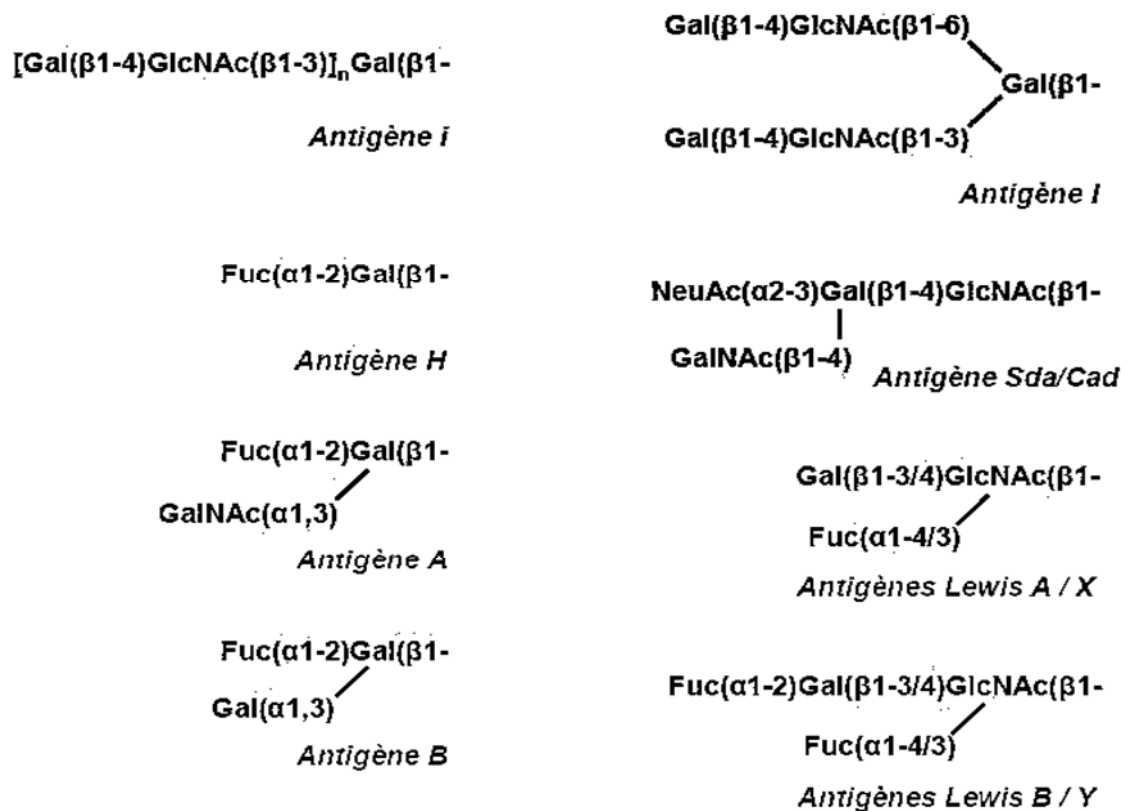 [Gal(β1-4)GlcNAc(β1-3)]nGal(β1-
Antigène i
Fuc(α1-2)Gal(β1-
Antigène H
Fuc(α1-2)Gal(β1-
GalNAc(α1,3)
Antigène A
Fuc(α1-2)Gal(β1-
Gal(α1,3)
Antigène B
Gal(β1-4)GlcNAc(β1-6)
Gal(β1-
Gal(β1-4)GlcNAc(β1-3)
Antigène I
NeuAc(α2-3)Gal(β1-4)GlcNAc(β1-
GalNAc(β1-4)
Antigène Sda/Cad
Gal(β1-3/4)GlcNAc(β1-
Fuc(α1-4/3)
Antigènes Lewis A / X
Fuc(α1-2)Gal(β1-3/4)GlcNAc(β1-
Fuc(α1-4/3)
Antigènes Lewis B / Y